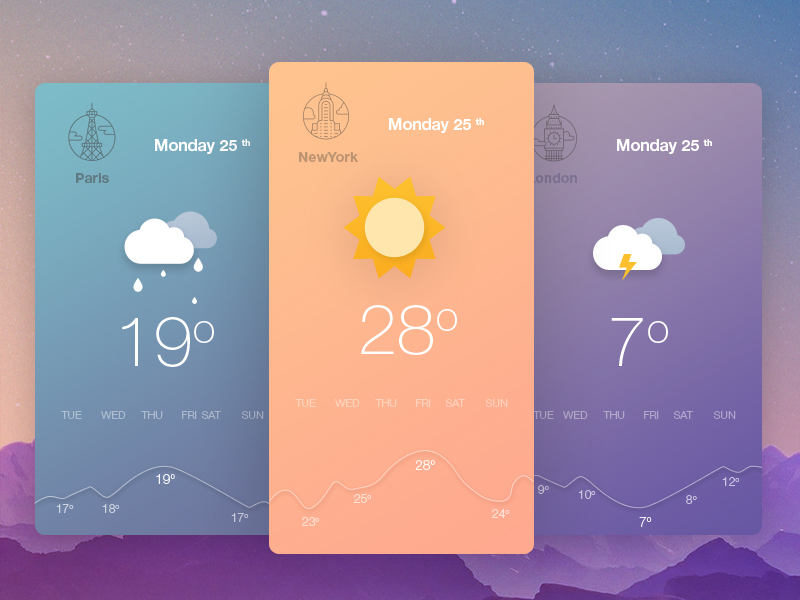 Paris
Monday 25 th
19º
TUE WED THU FRI SAT SUN
17º 18º 19º 17º
NewYork
Monday 25 th
28º
TUE WED THU FRI SAT SUN
23º 25º 28º 24º
ondon
Monday 25 th
7º
TUE WED THU FRI SAT SUN
9º 10º 7º 8º 12º